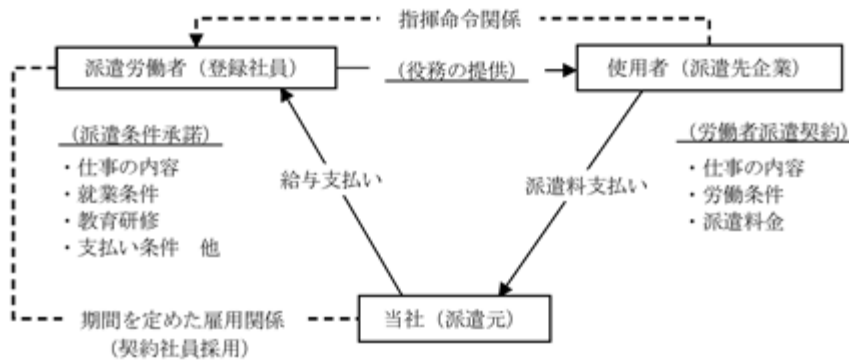 指揮命令関係
派遣労働者（登録社員）
（役務の提供）
使用者（派遣先企業）
（派遣条件承諾）
・仕事の内容
・就業条件
・教育研修
・支払い条件　他
給与支払い
派遣料支払い
（労働者派遣契約）
・仕事の内容
・労働条件
・派遣料金
期間を定めた雇用関係
（契約社員採用）
当社（派遣元）